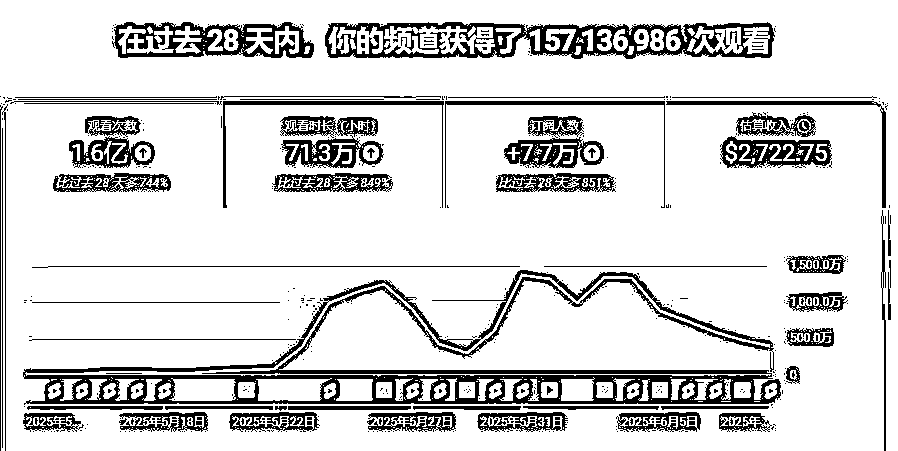 在过去 28 天内，你的频道获得了 157,136,986 次观看
观看次数
1.6亿
比过去 28 天多 744%
观看时长（小时）
71.3万
比过去 28 天多 849%
订阅人数
+7.7万
比过去 28 天多 851%
估算收入
$2,722.75
1,500.0万
1,000.0万
500.0万
0
2025年5...
2025年5月18日
2025年5月22日
2025年5月27日
2025年5月31日
2025年6月5日
2025年...